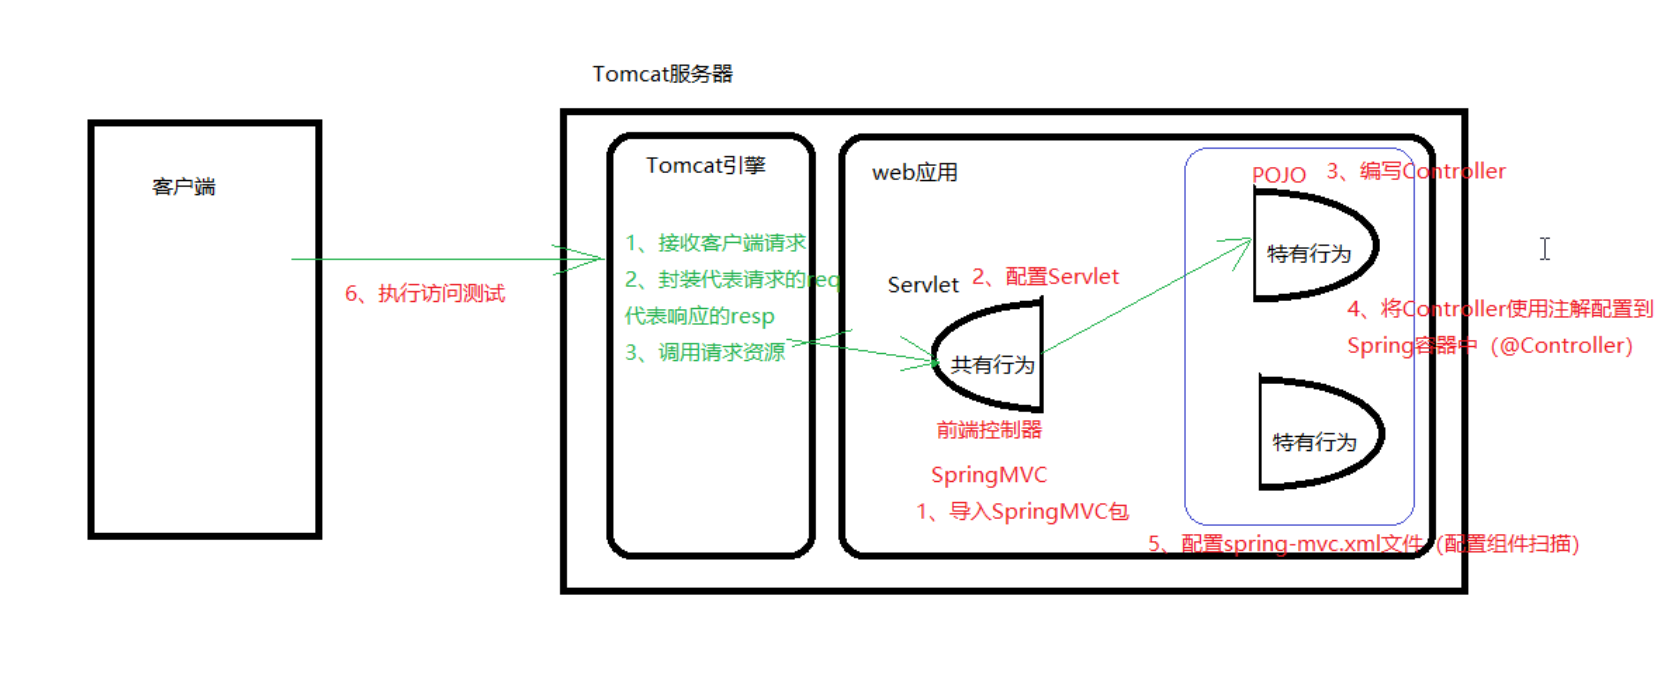 Tomcat服务器
客户端
6、执行访问测试
Tomcat引擎
1、接收客户端请求
2、封装代表请求的req
代表响应的resp
3、调用请求资源
web应用
Servlet
2、配置Servlet
共有行为
前端控制器
SpringMVC
1、导入SpringMVC包
POJO
3、编写Controller
特有行为
4、将Controller使用注解配置到
Spring容器中（@Controller）
特有行为
5、配置spring-mvc.xml文件（配置组件扫描）